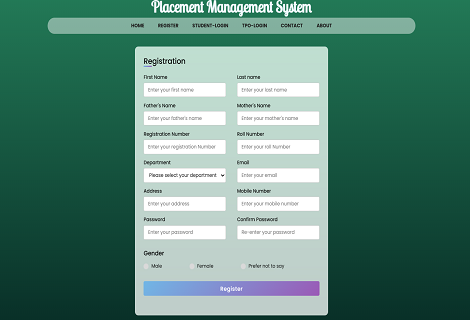 Placement Management System
HOME REGISTER STUDENT-LOGIN TPO-LOGIN CONTACT ABOUT
Registration
First Name Last name
Enter your first name Enter your last name
Father's Name Mother's Name
Enter your father's name Enter your mother's name
Registration Number Roll Number
Enter your registration Number Enter your roll Number
Department Email
Please select your department Enter your email
Address Mobile Number
Enter your address Enter your mobile number
Password Confirm Password
Enter your password Re-enter your password
Gender
Male Female Prefer not to say
Register